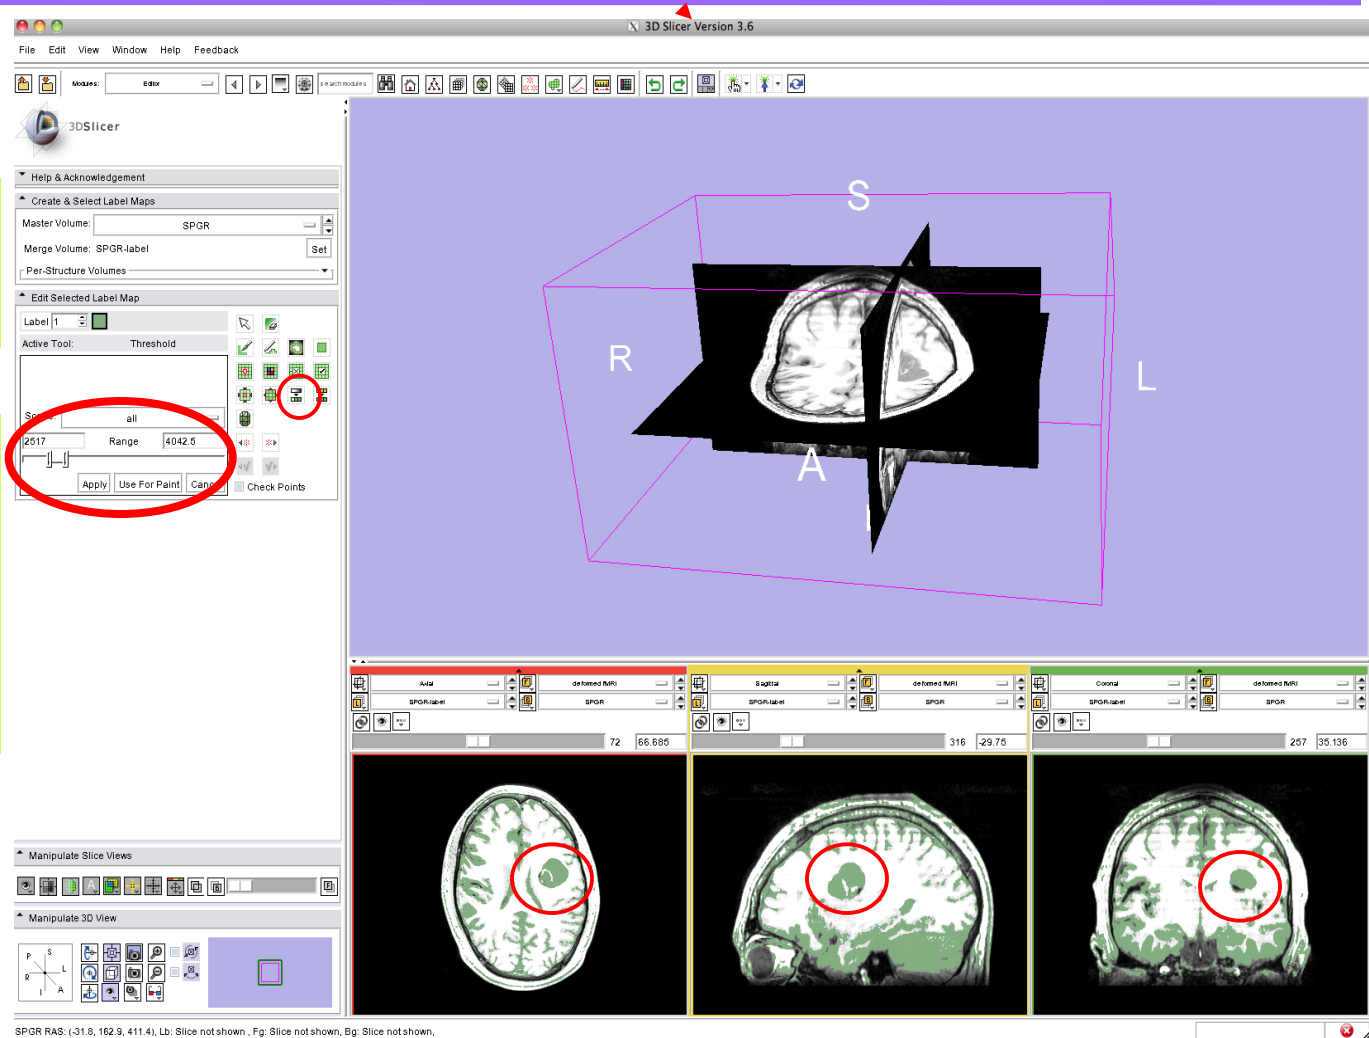 3D Slicer Version 3.6
File Edit View Window Help Feedback
Modules: Editor search modules
3DSlicer
Help & Acknowledgement
Create & Select Label Maps
Master Volume: SPGR
Merge Volume: SPGR-label Set
Per-Structure Volumes
Edit Selected Label Map
Label 1
Active Tool: Threshold
all
2517 Range 4042.5
Apply Use For Paint
Check Points
S
R
L
A
I
Axial deformed fMRI
SPGR-label SPGR
72 66.685
Sagittal deformed fMRI
SPGR-label SPGR
316 -29.75
Coronal deformed fMRI
SPGR-label SPGR
257 35.136
Manipulate Slice Views
Manipulate 3D View
P S
R L
I A
SPGR RAS: (-31.8, 162.9, 411.4), Lb: Slice not shown , Fg: Slice not shown, Bg: Slice not shown,